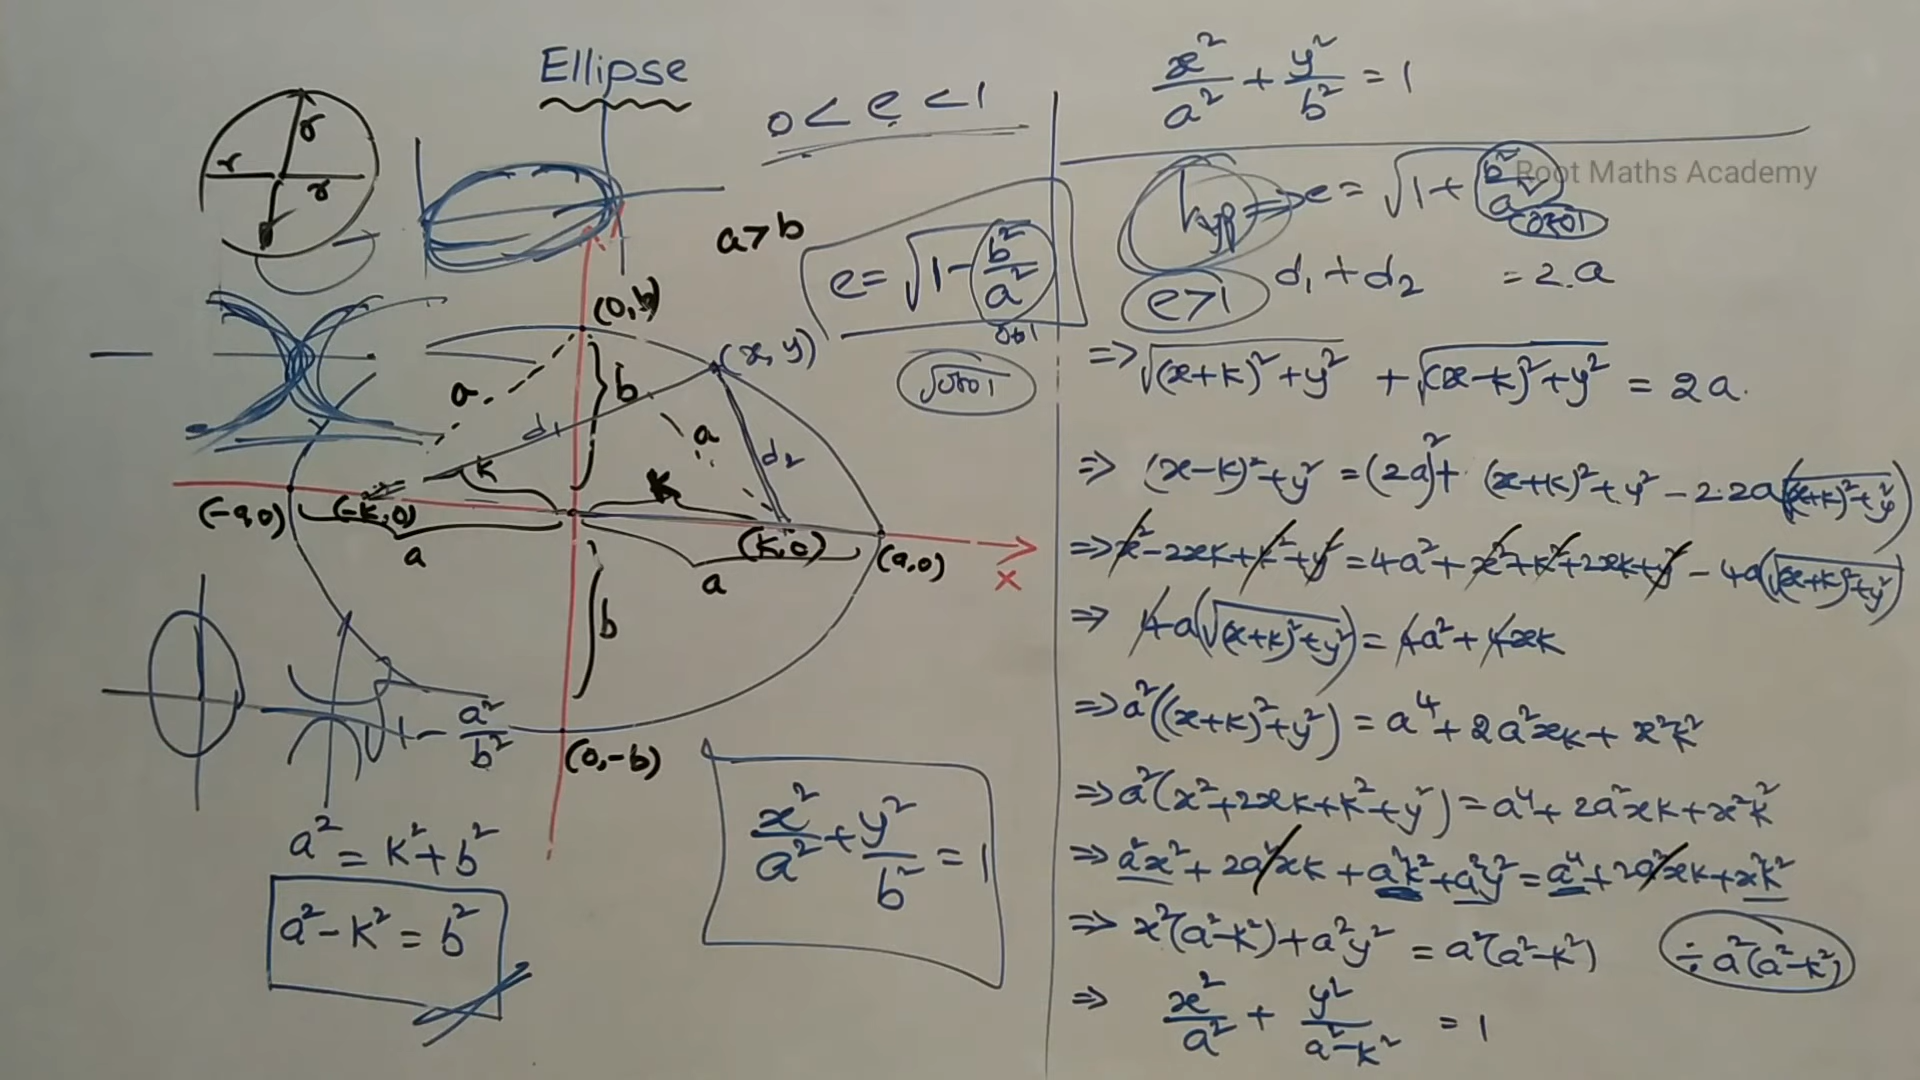 Ellipse
0 < e < 1
r
r
r
a > b
e = √(1 - b²/a²)
(0,b)
(x, y)
a
b
d₁
a
d₂
k
k
(-a,0)
(-k,0)
(k,0)
(a,0)
a
a
x
b
√(1 - a²/b²)
(0,-b)
a² = k² + b²
a² - k² = b²
x²/a² + y²/b² = 1
x²/a² + y²/b² = 1
Root Maths Academy
Hyp ⇒ e = √(1 + b²/a²)
e > 1
d₁ + d₂ = 2.a
⇒ √((x+k)² + y²) + √((x-k)² + y²) = 2a.
⇒ (x-k)² + y² = (2a)² + (x+k)² + y² - 2.2a(√((x+k)² + y²))
⇒ x² - 2xk + k² + y² = 4a² + x² + k² + 2xk + y² - 4a(√((x+k)² + y²))
⇒ 4a(√((x+k)² + y²)) = 4a² + 4xk
⇒ a²((x+k)² + y²) = a⁴ + 2a²xk + x²k²
⇒ a²(x² + 2xk + k² + y²) = a⁴ + 2a²xk + x²k²
⇒ a²x² + 2a²xk + a²k² + a²y² = a⁴ + 2a²xk + x²k²
⇒ x²(a² - k²) + a²y² = a²(a² - k²)
÷ a²(a² - k²)
⇒ x²/a² + y²/a²-k² = 1